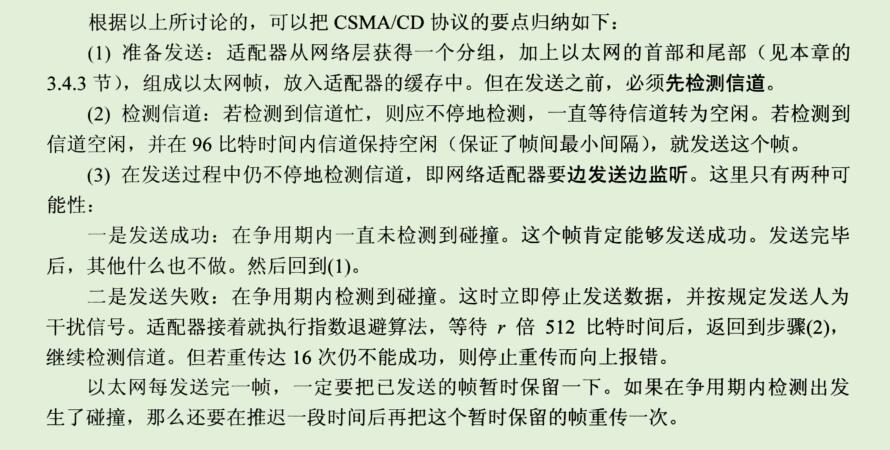 根据以上所讨论的，可以把 CSMA/CD 协议的要点归纳如下：
(1) 准备发送：适配器从网络层获得一个分组，加上以太网的首部和尾部（见本章的
3.4.3 节），组成以太网帧，放入适配器的缓存中。但在发送之前，必须先检测信道。
(2) 检测信道：若检测到信道忙，则应不停地检测，一直等待信道转为空闲。若检测到
信道空闲，并在 96 比特时间内信道保持空闲（保证了帧间最小间隔），就发送这个帧。
(3) 在发送过程中仍不停地检测信道，即网络适配器要边发送边监听。这里只有两种可
能性：
一是发送成功：在争用期内一直未检测到碰撞。这个帧肯定能够发送成功。发送完毕
后，其他什么也不做。然后回到(1)。
二是发送失败：在争用期内检测到碰撞。这时立即停止发送数据，并按规定发送人为
干扰信号。适配器接着就执行指数退避算法，等待 r 倍 512 比特时间后，返回到步骤(2)，
继续检测信道。但若重传达 16 次仍不能成功，则停止重传而向上报错。
以太网每发送完一帧，一定要把已发送的帧暂时保留一下。如果在争用期内检测出发
生了碰撞，那么还要在推迟一段时间后再把这个暂时保留的帧重传一次。